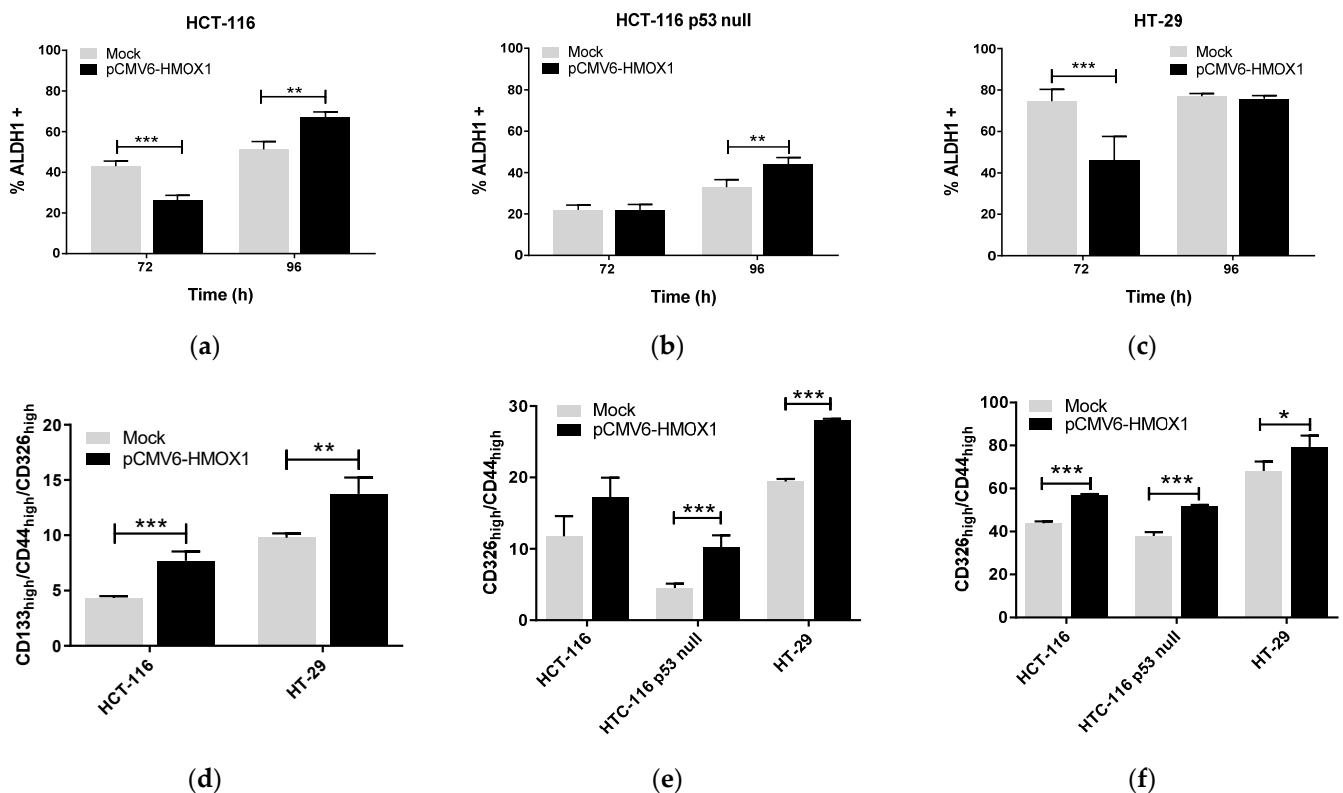 HCT-116
Mock
pCMV6-HMOX1
100
80
60
40
20
0
% ALDH1 +
***
**
72
96
Time (h)
(a)
HCT-116 p53 null
Mock
pCMV6-HMOX1
100
80
60
40
20
0
% ALDH1 +
**
72
96
Time (h)
(b)
HT-29
Mock
pCMV6-HMOX1
100
80
60
40
20
0
% ALDH1 +
***
72
96
Time (h)
(c)
Mock
pCMV6-HMOX1
20
15
10
5
0
CD133high/CD44high/CD326high
***
**
HCT-116
HT-29
(d)
Mock
pCMV6-HMOX1
30
20
10
0
CD326high/CD44high
***
***
HCT-116
HTC-116 p53 null
HT-29
(e)
Mock
pCMV6-HMOX1
100
80
60
40
20
0
CD326high/CD44high
***
***
*
HCT-116
HTC-116 p53 null
HT-29
(f)